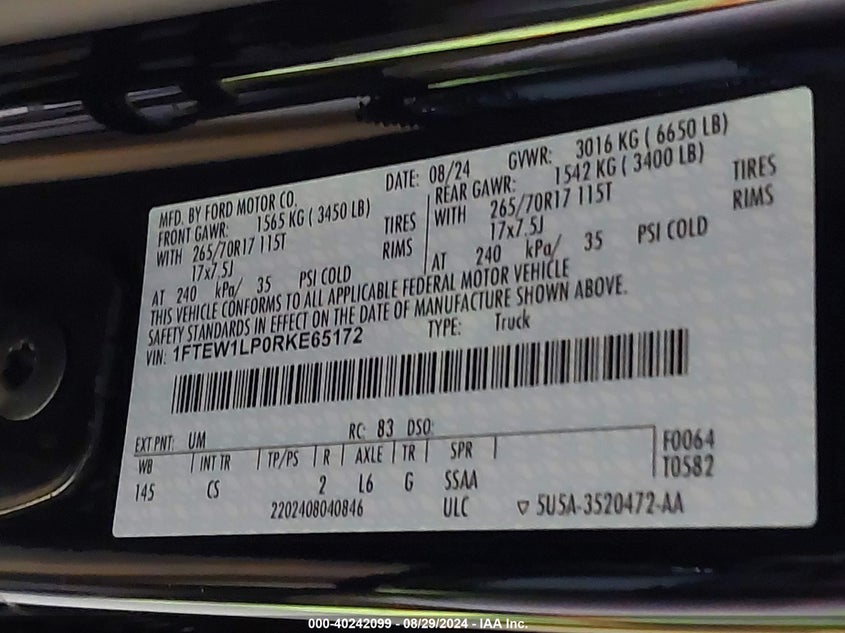 MFD. BY FORD MOTOR CO. DATE: 08/24 GVWR: 3016 KG ( 6650 LB)
FRONT GAWR: 1565 KG ( 3450 LB) REAR GAWR: 1542 KG ( 3400 LB)
WITH 265/70R17 115T TIRES WITH 265/70R17 115T TIRES
17x7.5J RIMS 17x7.5J RIMS
AT 240 kPa/ 35 PSI COLD AT 240 kPa/ 35 PSI COLD
THIS VEHICLE CONFORMS TO ALL APPLICABLE FEDERAL MOTOR VEHICLE
SAFETY STANDARDS IN EFFECT ON THE DATE OF MANUFACTURE SHOWN ABOVE.
VIN: 1FTEW1LP0RKE65172 TYPE: Truck
EXT PNT: UM RC: 83 DSO:
WB INT TR TP/PS R AXLE TR SPR F0064
145 CS 2 L6 G SSAA T0582
2202408040846 ULC ▽ 5U5A-3520472-AA
000-40242099 - 08/29/2024 - IAA Inc.